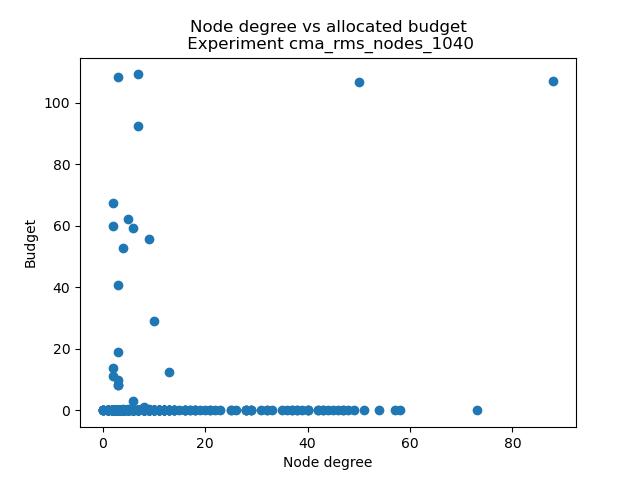 Node degree vs allocated budget
Experiment cma_rms_nodes_1040
100
80
60
40
20
0
Budget
0 20 40 60 80
Node degree